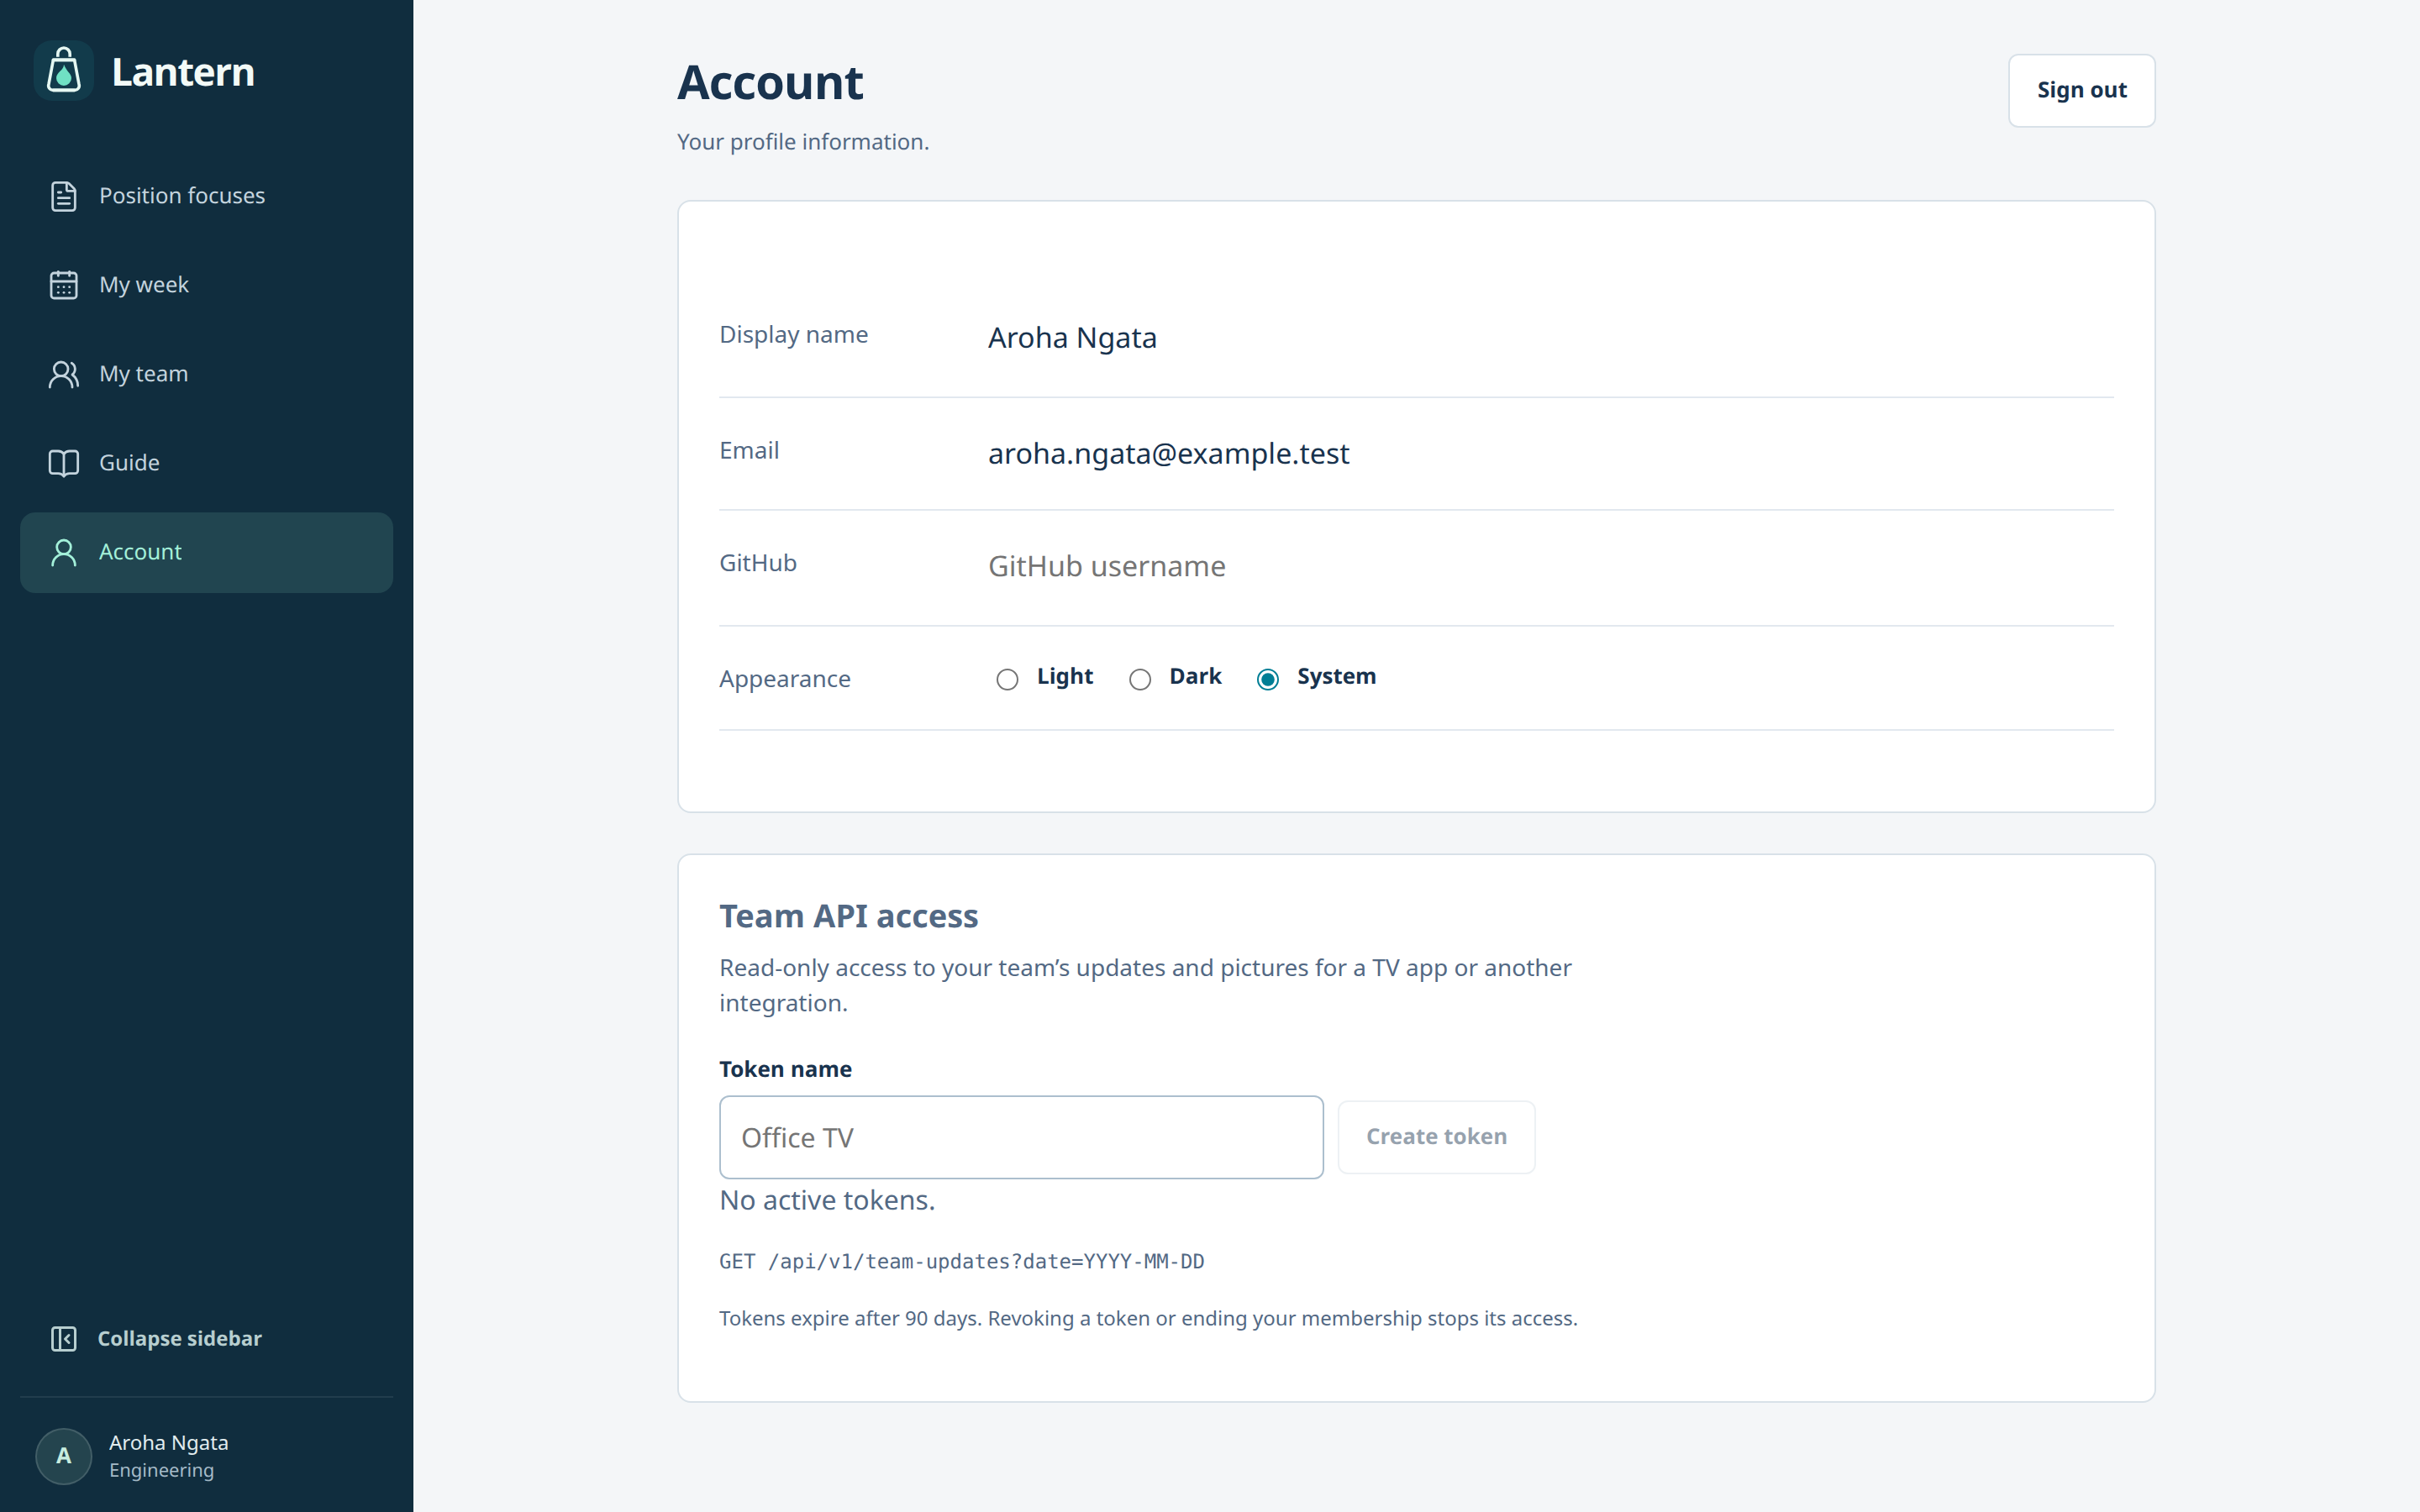 Lantern
Position focuses
My week
My team
Guide
Account
Collapse sidebar
A
Aroha Ngata
Engineering
Account
Your profile information.
Sign out
Display name
Aroha Ngata
Email
aroha.ngata@example.test
GitHub
GitHub username
Appearance
Light
Dark
System
Team API access
Read-only access to your team’s updates and pictures for a TV app or another
integration.
Token name
Office TV
Create token
No active tokens.
GET /api/v1/team-updates?date=YYYY-MM-DD
Tokens expire after 90 days. Revoking a token or ending your membership stops its access.